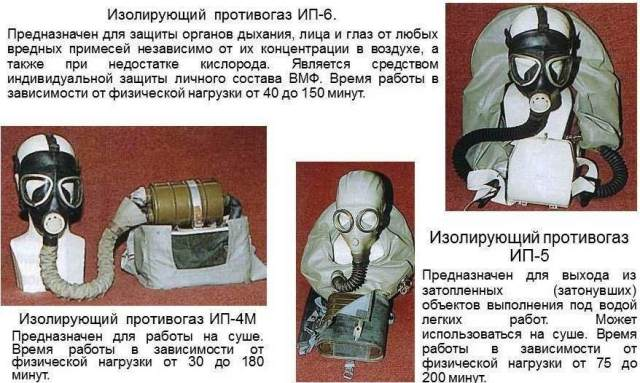 Изолирующий противогаз ИП-6.
Предназначен для защиты органов дыхания, лица и глаз от любых
вредных примесей независимо от их концентрации в воздухе, а
также при недостатке кислорода. Является средством
индивидуальной защиты личного состава ВМФ. Время работы в
зависимости от физической нагрузки от 40 до 150 минут.
Изолирующий противогаз ИП-4М
Предназначен для работы на суше.
Время работы в зависимости от
физической нагрузки от 30 до 180
минут.
Изолирующий противогаз
ИП-5
Предназначен для выхода из
затопленных (затонувших)
объектов выполнения под водой
легких работ. Может
использоваться на суше. Время
работы в зависимости от
физической нагрузки от 75 до
200 минут.